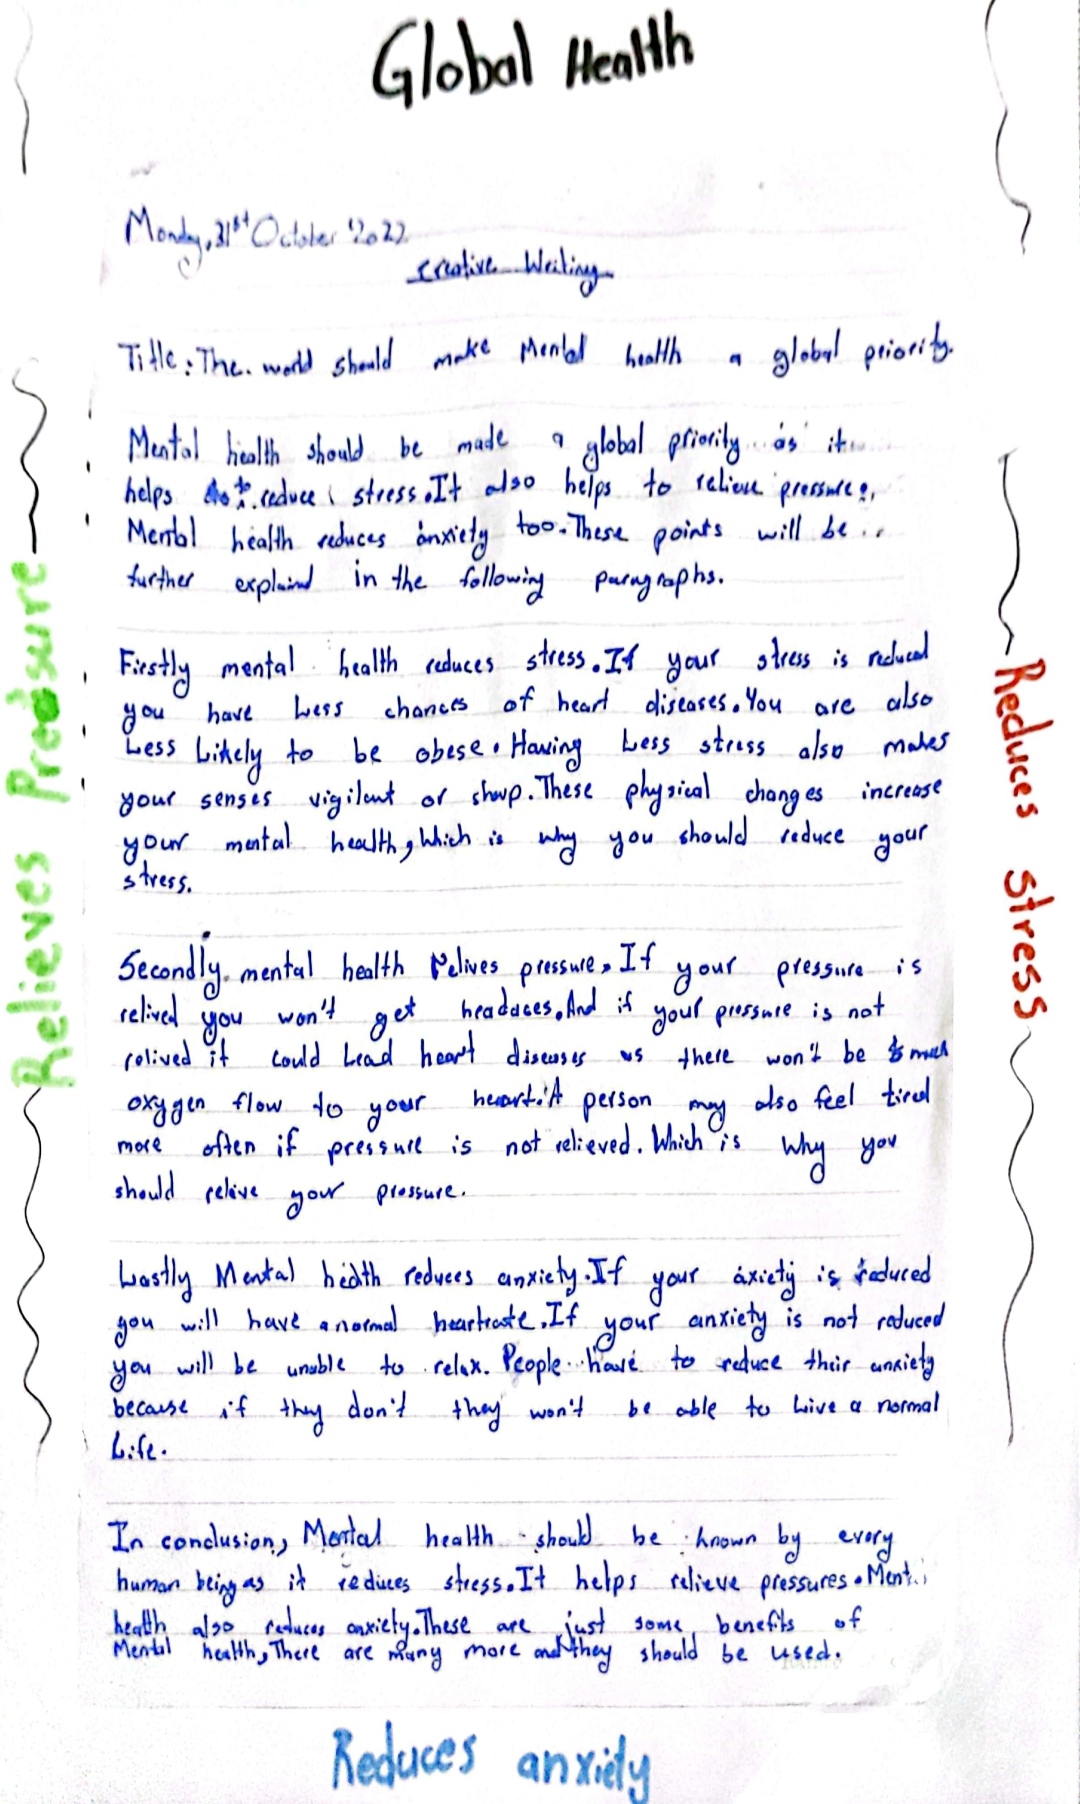 Global Health
Monday, 31st October 2022
Creative Writing
Title: The world should make Mental health a global priority.
Mental health should be made a global priority as it
helps to reduce stress. It also helps to relieve pressure,
Mental health reduces anxiety too. These points will be
further explaind in the following paragraphs.
Firstly mental health reduces stress. If your stress is reduced
you have Less chances of heart diseases. You are also
Less Likely to be obese. Having Less stress also makes
your senses vigilant or sharp. These physical changes increase
your mental health, Which is why you should reduce your
stress.
Secondly mental health relives pressure, If your pressure is
relived you won't get headaces. And if your pressure is not
relived it could Lead heart diseases as there won't be much
oxygen flow to your heart. A person may also feel tired
more often if pressure is not relieved. Which is Why you
should relive your pressure.
Lastly Mental health reduces anxiety. If your axiety is reduced
you will have a normal heartrate. If your anxiety is not reduced
you will be unable to relax. People have to reduce their anxiety
because if they don't they won't be able to Live a normal
Life.
In conclusion, Mental health should be known by every
human being as it reduces stress. It helps relieve pressures. Ment
health also reduces anxiety. These are just some benefits of
Mental health, There are many more and they should be used.
Reduces anxiety
Relieves Pressure
Reduces stress